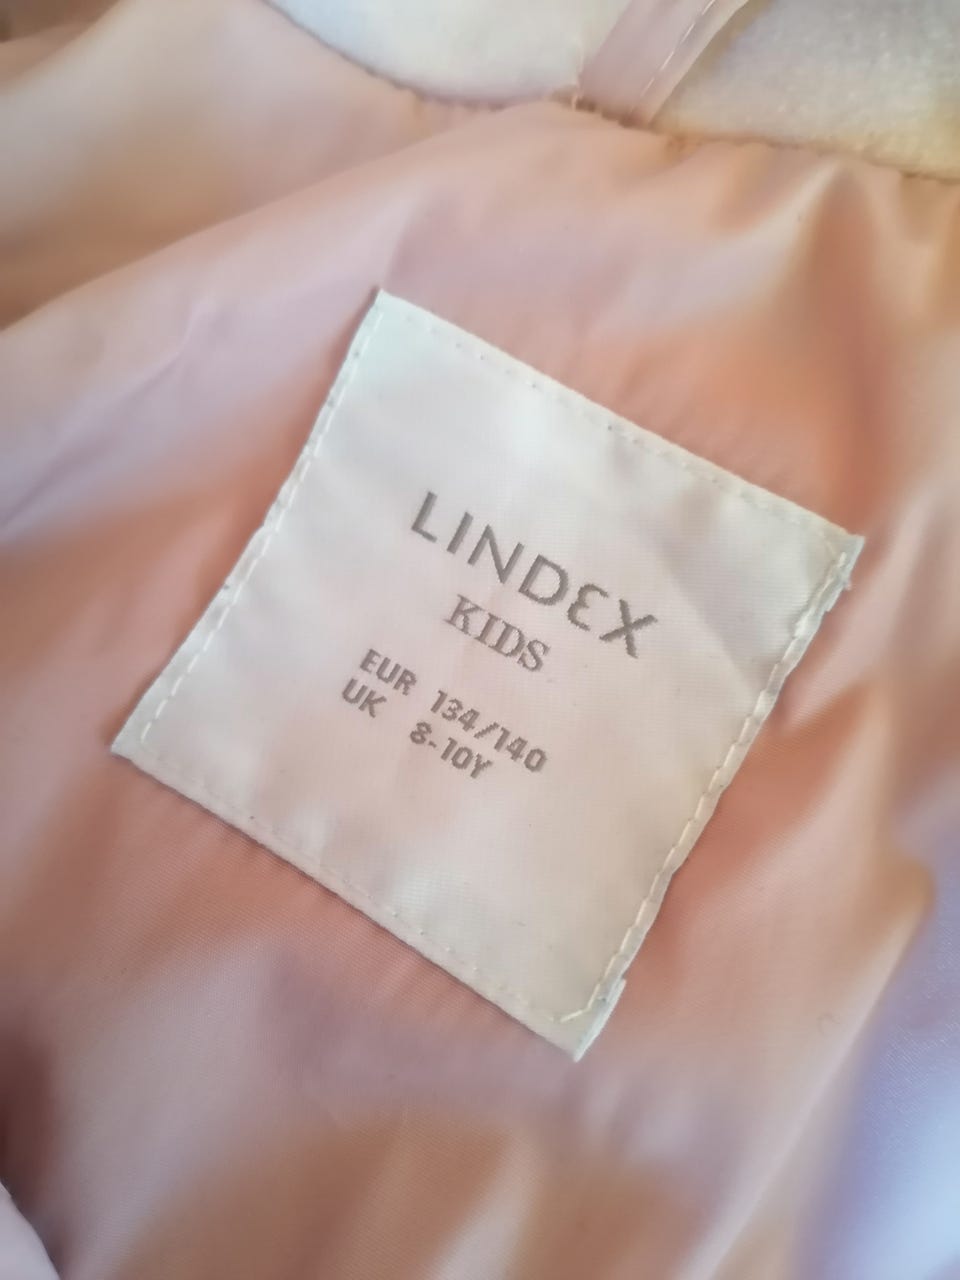 LINDEX
KIDS
EUR 134/140
UK 8-10Y